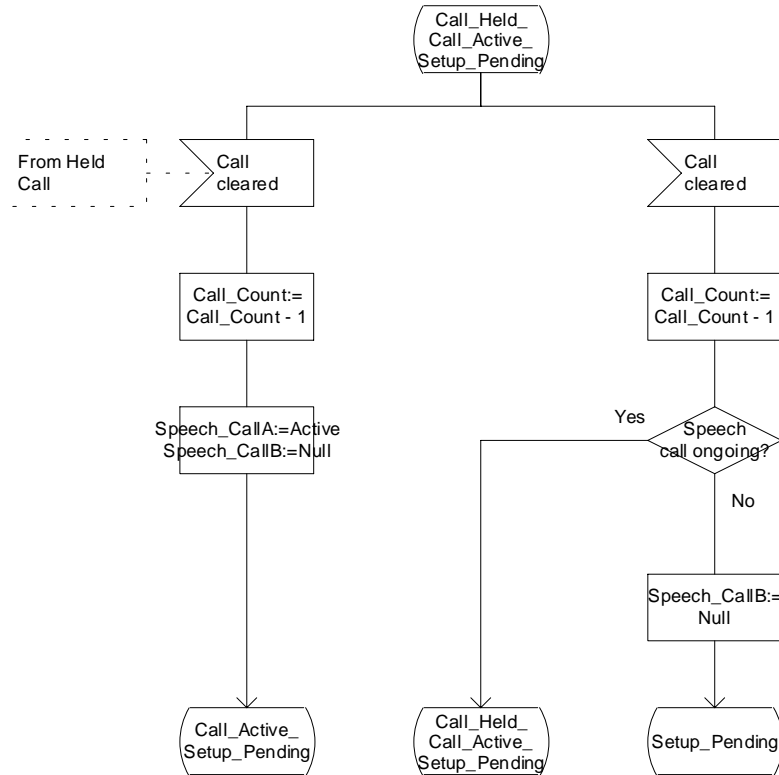 Call_Held_
Call_Active_
Setup_Pending
From Held
Call
Call
cleared
Call
cleared
Call_Count:=
Call_Count - 1
Call_Count:=
Call_Count - 1
Speech_CallA:=Active
Speech_CallB:=Null
Yes
Speech
call ongoing?
No
Speech_CallB:=
Null
Call_Active_
Setup_Pending
Call_Held_
Call_Active_
Setup_Pending
Setup_Pending